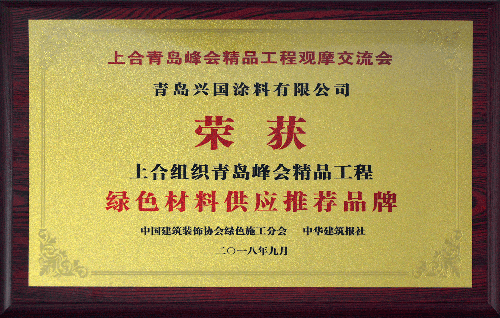 上合青岛峰会精品工程观摩交流会
青岛兴国涂料有限公司
荣获
上合组织青岛峰会精品工程
绿色材料供应推荐品牌
中国建筑装饰协会绿色施工分会 中华建筑报社
二〇一八年九月